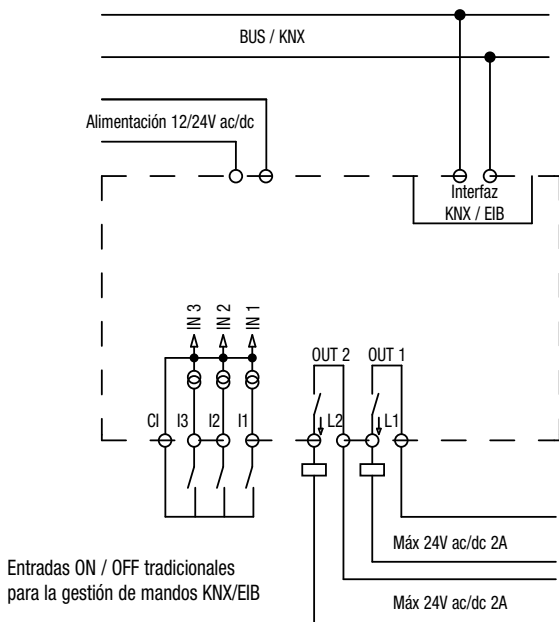 BUS / KNX
Alimentación 12/24V ac/dc
Interfaz
KNX / EIB
IN 3
IN 2
IN 1
OUT 2
OUT 1
CI
I3
I2
I1
L2
L1
Máx 24V ac/dc 2A
Entradas ON / OFF tradicionales
para la gestión de mandos KNX/EIB
Máx 24V ac/dc 2A